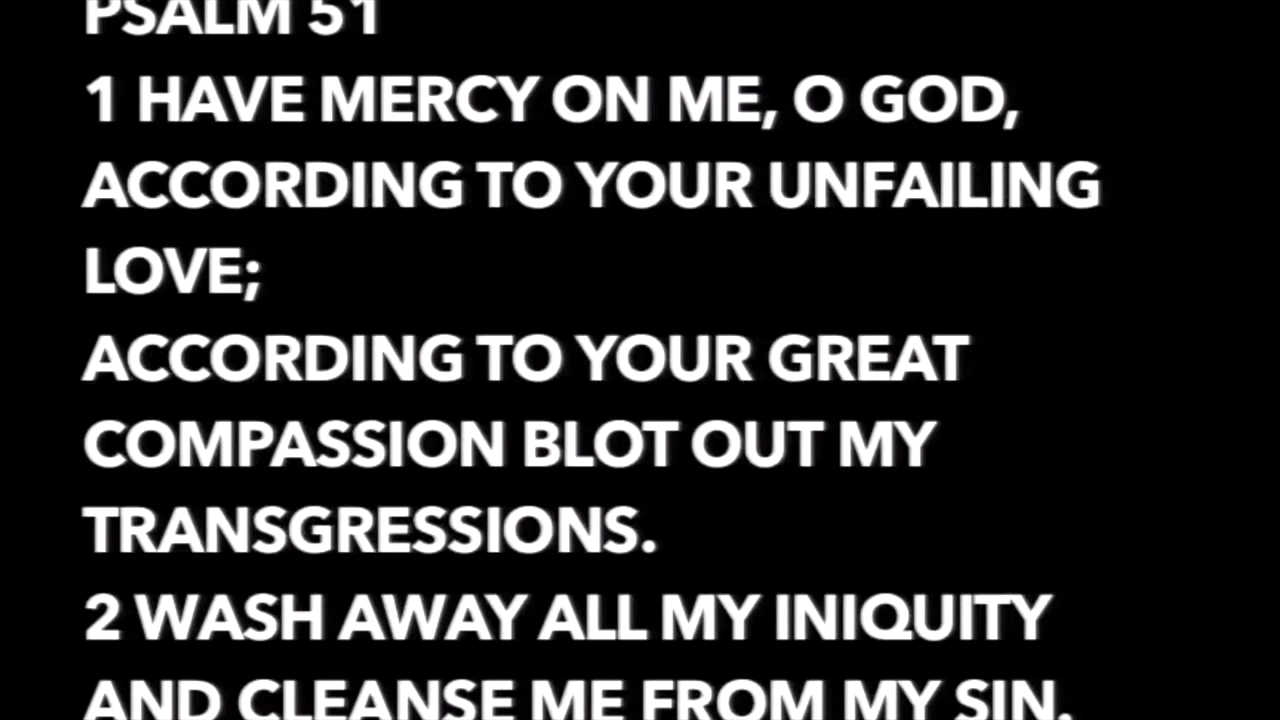 PSALM 51
1 HAVE MERCY ON ME, O GOD,
ACCORDING TO YOUR UNFAILING
LOVE;
ACCORDING TO YOUR GREAT
COMPASSION BLOT OUT MY
TRANSGRESSIONS.
2 WASH AWAY ALL MY INIQUITY
AND CLEANSE ME FROM MY SIN.